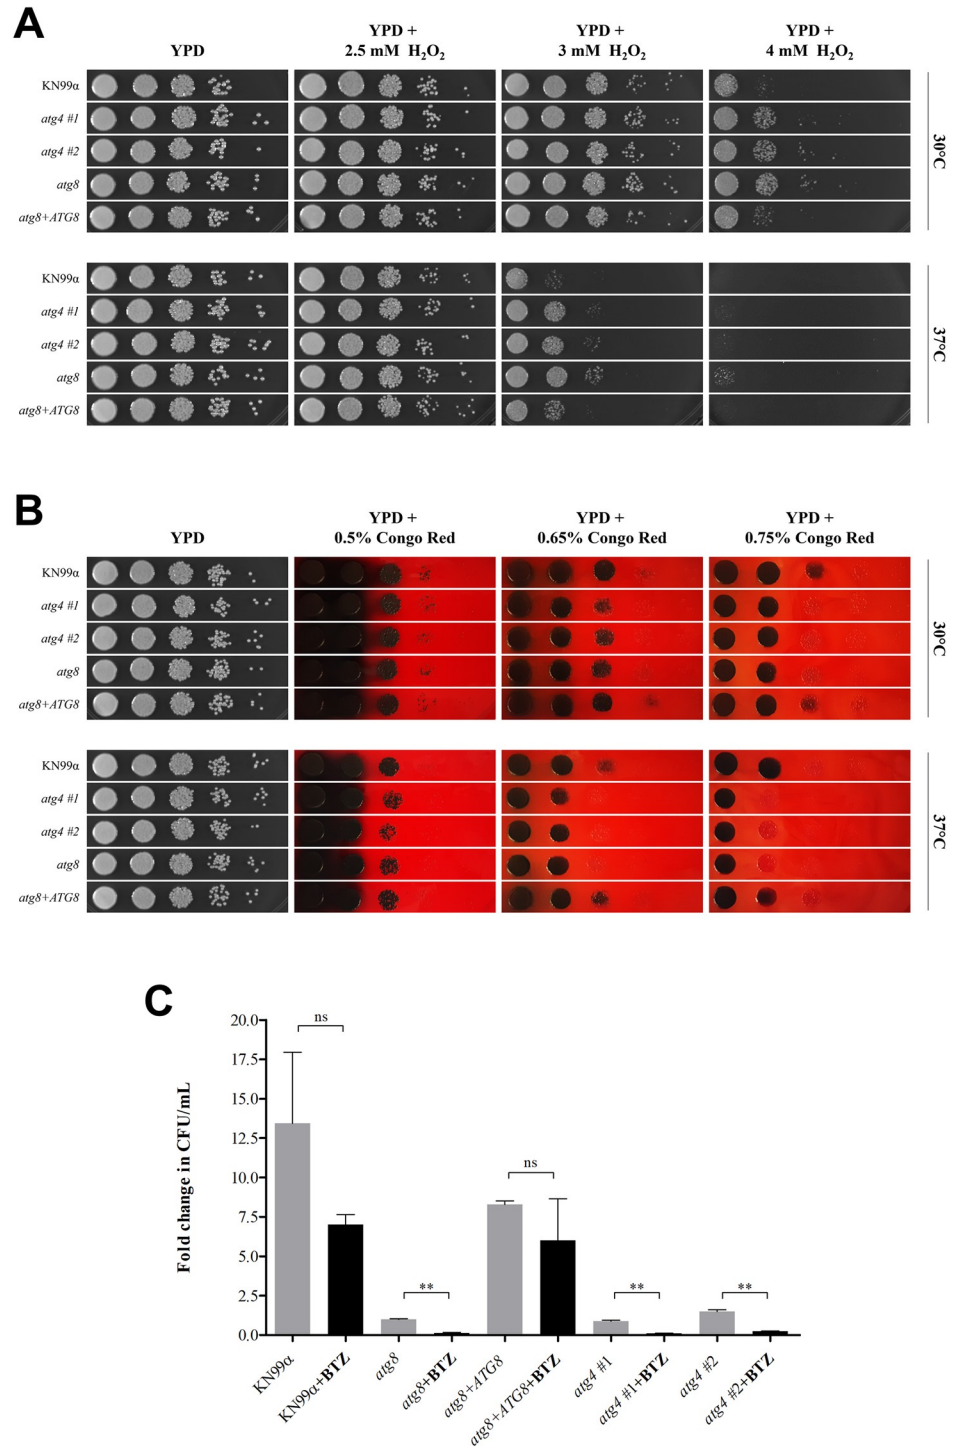 A
YPD
YPD +
2.5 mM H₂O₂
YPD +
3 mM H₂O₂
YPD +
4 mM H₂O₂
KN99α
atg4 #1
atg4 #2
atg8
atg8+ATG8
30°C
KN99α
atg4 #1
atg4 #2
atg8
atg8+ATG8
37°C
B
YPD
YPD +
0.5% Congo Red
YPD +
0.65% Congo Red
YPD +
0.75% Congo Red
KN99α
atg4 #1
atg4 #2
atg8
atg8+ATG8
30°C
KN99α
atg4 #1
atg4 #2
atg8
atg8+ATG8
37°C
C
Fold change in CFU/mL
20.0
17.5
15.0
12.5
10.0
7.5
5.0
2.5
0.0
ns
**
ns
**
**
KN99α
KN99α+BTZ
atg8
atg8+BTZ
atg8+ATG8
atg8+ATG8+BTZ
atg4 #1
atg4 #1+BTZ
atg4 #2
atg4 #2+BTZ